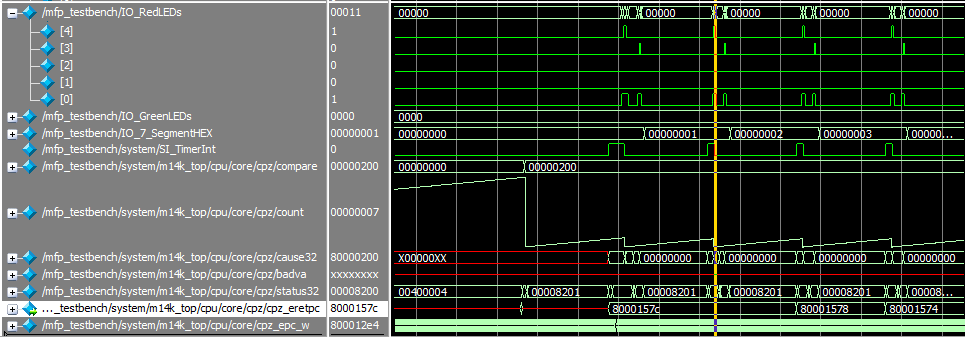 /mfp_testbench/IO_RedLEDs 00011 00000 00000 00000 00000 00000
[4] 1
[3] 0
[2] 0
[1] 0
[0] 1
/mfp_testbench/IO_GreenLEDs 0000 0000
/mfp_testbench/IO_7_SegmentHEX 00000001 00000000 00000001 00000002 00000003 00000...
/mfp_testbench/system/SI_TimerInt 0
/mfp_testbench/system/m14k_top/cpu/core/cpz/compare 00000200 00000000 00000200
/mfp_testbench/system/m14k_top/cpu/core/cpz/count 00000007
/mfp_testbench/system/m14k_top/cpu/core/cpz/cause32 80000200 X00000XX 00000000 00000000 00000000 00000000
/mfp_testbench/system/m14k_top/cpu/core/cpz/badva xxxxxxxx
/mfp_testbench/system/m14k_top/cpu/core/cpz/status32 00008200 00400004 00008201 00008201 00008201 00008201 00008...
..._testbench/system/m14k_top/cpu/core/cpz/cpz_eretpc 8000157c 8000157c 80001578 80001574
/mfp_testbench/system/m14k_top/cpu/core/cpz/cpz_epc_w 800012e4